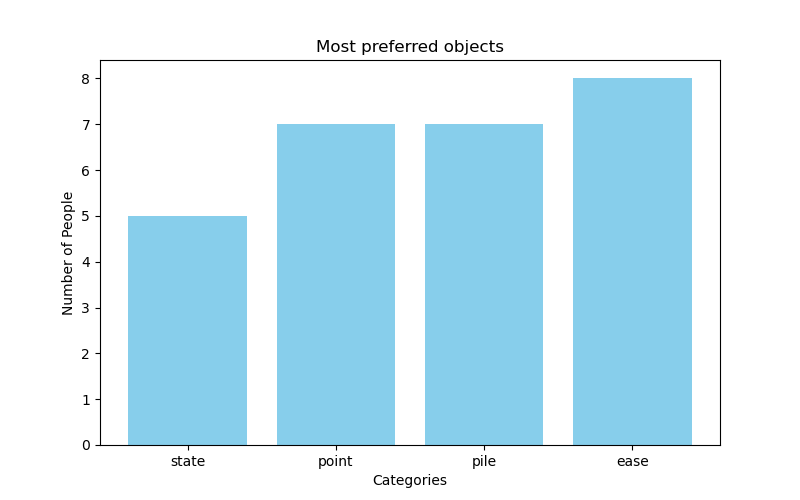 Most preferred objects
8
7
6
5
4
3
2
1
0
Number of People
state point pile ease
Categories